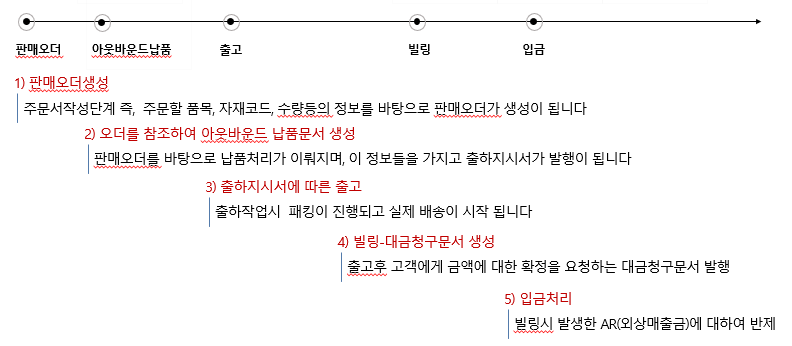 판매오더 아웃바운드납품 출고 빌링 입금
1) 판매오더생성
주문서작성단계 즉, 주문할 품목, 자재코드, 수량등의 정보를 바탕으로 판매오더가 생성이 됩니다
2) 오더를 참조하여 아웃바운드 납품문서 생성
판매오더를 바탕으로 납품처리가 이뤄지며, 이 정보들을 가지고 출하지시서가 발행이 됩니다
3) 출하지시서에 따른 출고
출하작업시 패킹이 진행되고 실제 배송이 시작 됩니다
4) 빌링-대금청구문서 생성
출고후 고객에게 금액에 대한 확정을 요청하는 대금청구문서 발행
5) 입금처리
빌링시 발생한 AR(외상매출금)에 대하여 반제